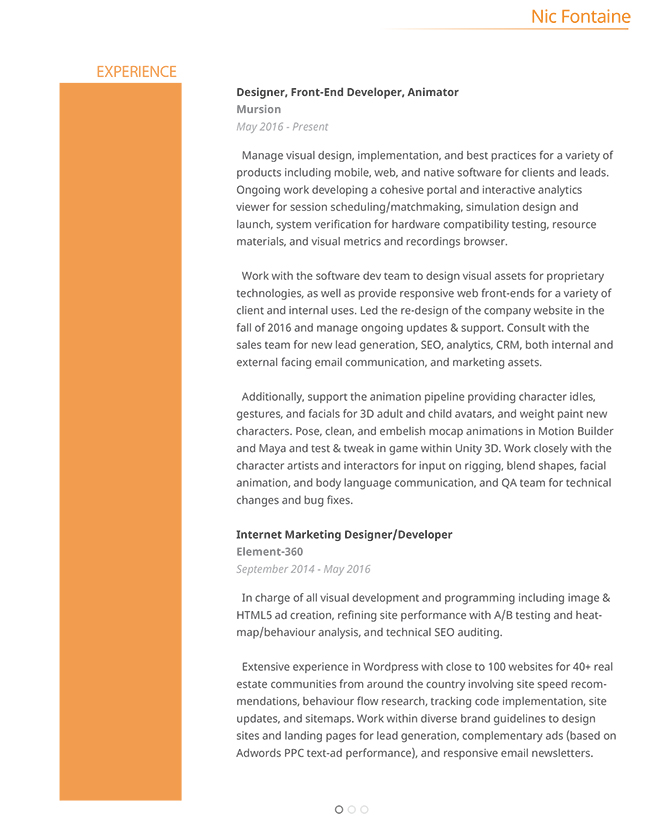 Nic Fontaine
EXPERIENCE
Designer, Front-End Developer, Animator
Mursion
May 2016 - Present
Manage visual design, implementation, and best practices for a variety of
products including mobile, web, and native software for clients and leads.
Ongoing work developing a cohesive portal and interactive analytics
viewer for session scheduling/matchmaking, simulation design and
launch, system verification for hardware compatibility testing, resource
materials, and visual metrics and recordings browser.
Work with the software dev team to design visual assets for proprietary
technologies, as well as provide responsive web front-ends for a variety of
client and internal uses. Led the re-design of the company website in the
fall of 2016 and manage ongoing updates & support. Consult with the
sales team for new lead generation, SEO, analytics, CRM, both internal and
external facing email communication, and marketing assets.
Additionally, support the animation pipeline providing character idles,
gestures, and facials for 3D adult and child avatars, and weight paint new
characters. Pose, clean, and embelish mocap animations in Motion Builder
and Maya and test & tweak in game within Unity 3D. Work closely with the
character artists and interactors for input on rigging, blend shapes, facial
animation, and body language communication, and QA team for technical
changes and bug fixes.
Internet Marketing Designer/Developer
Element-360
September 2014 - May 2016
In charge of all visual development and programming including image &
HTML5 ad creation, refining site performance with A/B testing and heat-
map/behaviour analysis, and technical SEO auditing.
Extensive experience in Wordpress with close to 100 websites for 40+ real
estate communities from around the country involving site speed recom-
mendations, behaviour flow research, tracking code implementation, site
updates, and sitemaps. Work within diverse brand guidelines to design
sites and landing pages for lead generation, complementary ads (based on
Adwords PPC text-ad performance), and responsive email newsletters.